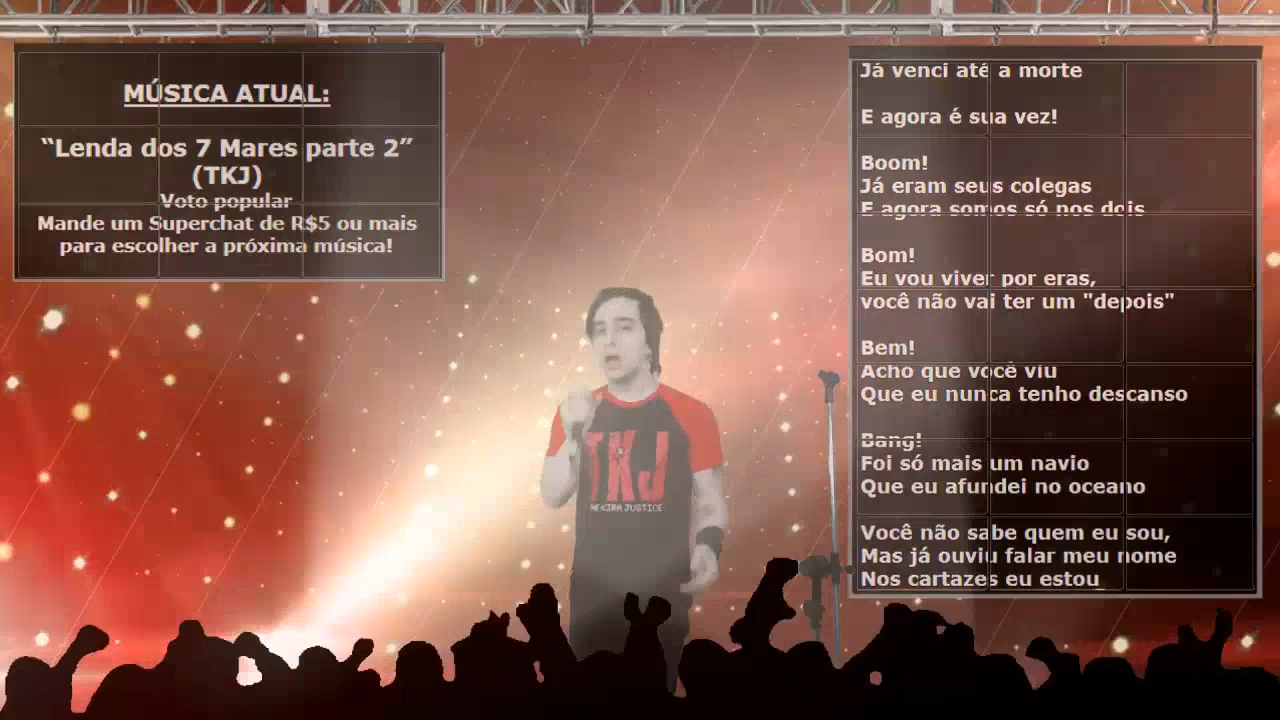 MÚSICA ATUAL:
“Lenda dos 7 Mares parte 2”
(TKJ)
Voto popular
Mande um Superchat de R$5 ou mais
para escolher a próxima música!
Já venci até a morte
E agora é sua vez!
Boom!
Já eram seus colegas
E agora somos só nos dois
Bom!
Eu vou viver por eras,
você não vai ter um "depois"
Bem!
Acho que você viu
Que eu nunca tenho descanso
Bang!
Foi só mais um navio
Que eu afundei no oceano
Você não sabe quem eu sou,
Mas já ouviu falar meu nome
Nos cartazes eu estou
TKJ
JUSTICE